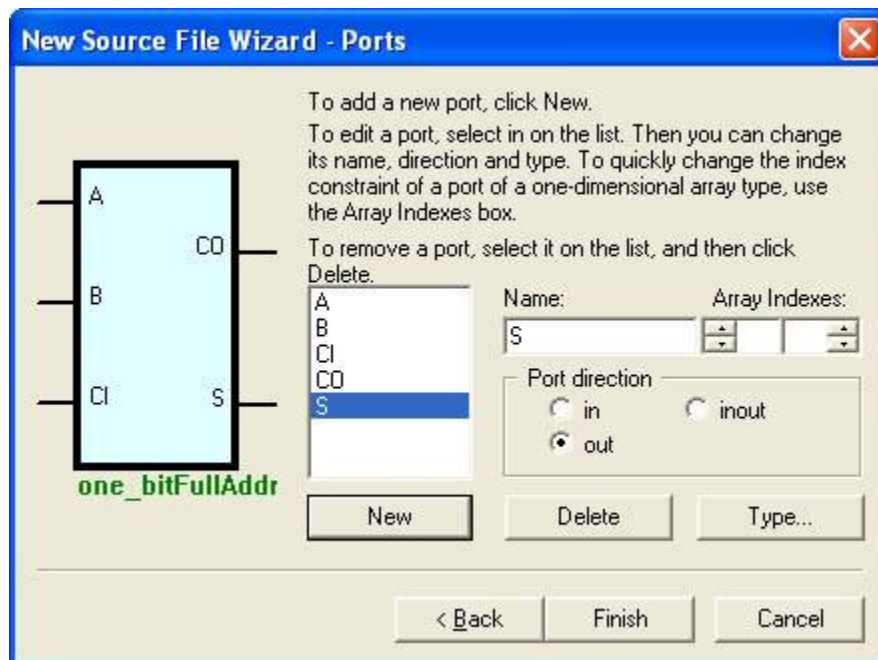 New Source File Wizard - Ports
To add a new port, click New.
To edit a port, select in on the list. Then you can change
its name, direction and type. To quickly change the index
constraint of a port of a one-dimensional array type, use
the Array Indexes box.
To remove a port, select it on the list, and then click
Delete.
A
CO
B
CI
S
one_bitFullAddr
A
B
CI
CO
S
Name:
Array Indexes:
S
Port direction
in
inout
out
New
Delete
Type...
< Back
Finish
Cancel